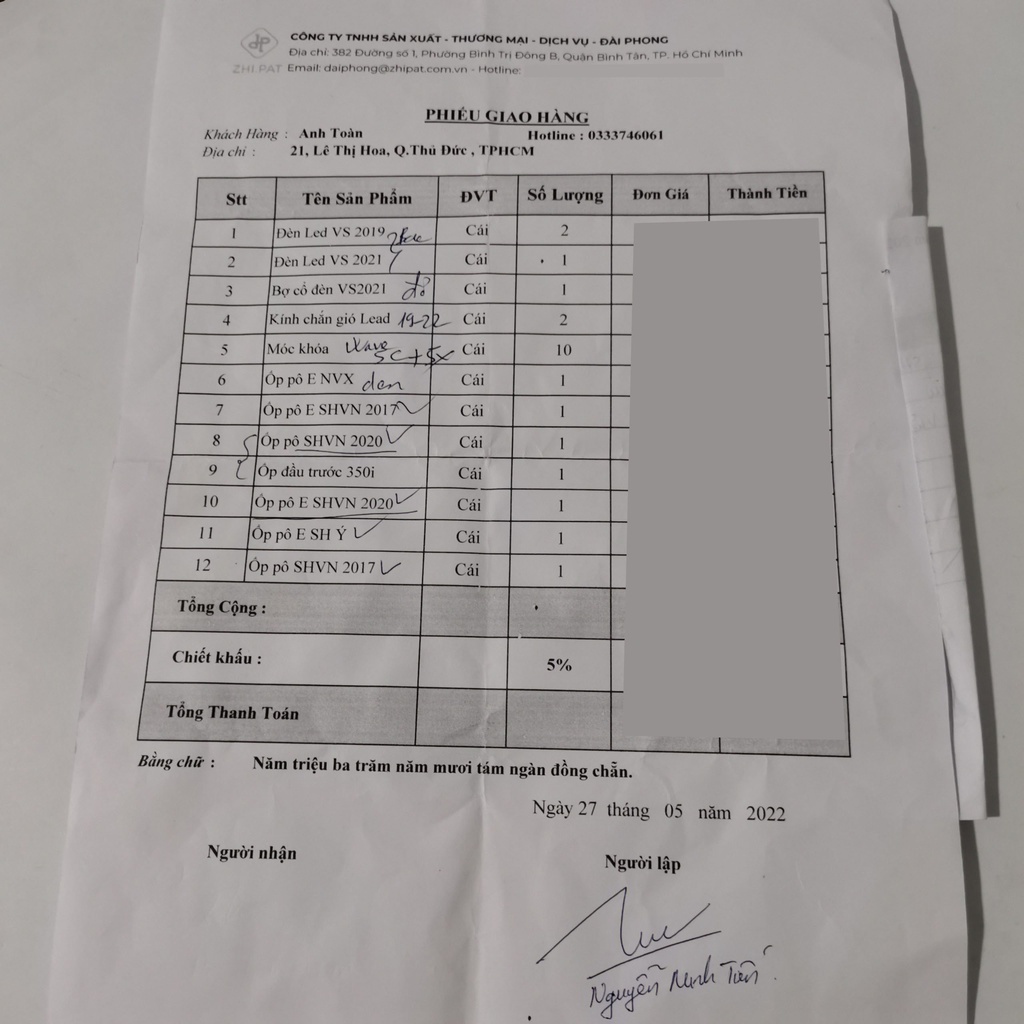 dp
CÔNG TY TNHH SẢN XUẤT - THƯƠNG MẠI - DỊCH VỤ - ĐẠI PHONG
Địa chỉ: 382 Đường số 1, Phường Bình Trị Đông B, Quận Bình Tân, TP. Hồ Chí Minh
ZHI.PAT Email: daiphong@zhipat.com.vn - Hotline:
PHIẾU GIAO HÀNG
Khách Hàng : Anh Toàn Hotline : 0333746061
Địa chỉ : 21, Lê Thị Hoa, Q.Thủ Đức , TPHCM
Stt Tên Sản Phẩm ĐVT Số Lượng Đơn Giá Thành Tiền
1 Đèn Led VS 2019 Cái 2
2 Đèn Led VS 2021 Cái 1
3 Bợ cổ đèn VS2021 đỏ Cái 1
4 Kính chắn gió Lead 19-22 Cái 2
5 Móc khóa Wave SC + SX Cái 10
6 Ốp pô E NVX đen Cái 1
7 Ốp pô E SHVN 2017 Cái 1
8 Ốp pô SHVN 2020 Cái 1
9 Ốp đầu trước 350i Cái 1
10 Ốp pô E SHVN 2020 Cái 1
11 Ốp pô E SH Ý Cái 1
12 Ốp pô SHVN 2017 Cái 1
Tổng Cộng :
Chiết khấu : 5%
Tổng Thanh Toán
Bằng chữ : Năm triệu ba trăm năm mươi tám ngàn đồng chẵn.
Ngày 27 tháng 05 năm 2022
Người nhận Người lập
Nguyễn Minh Tiến